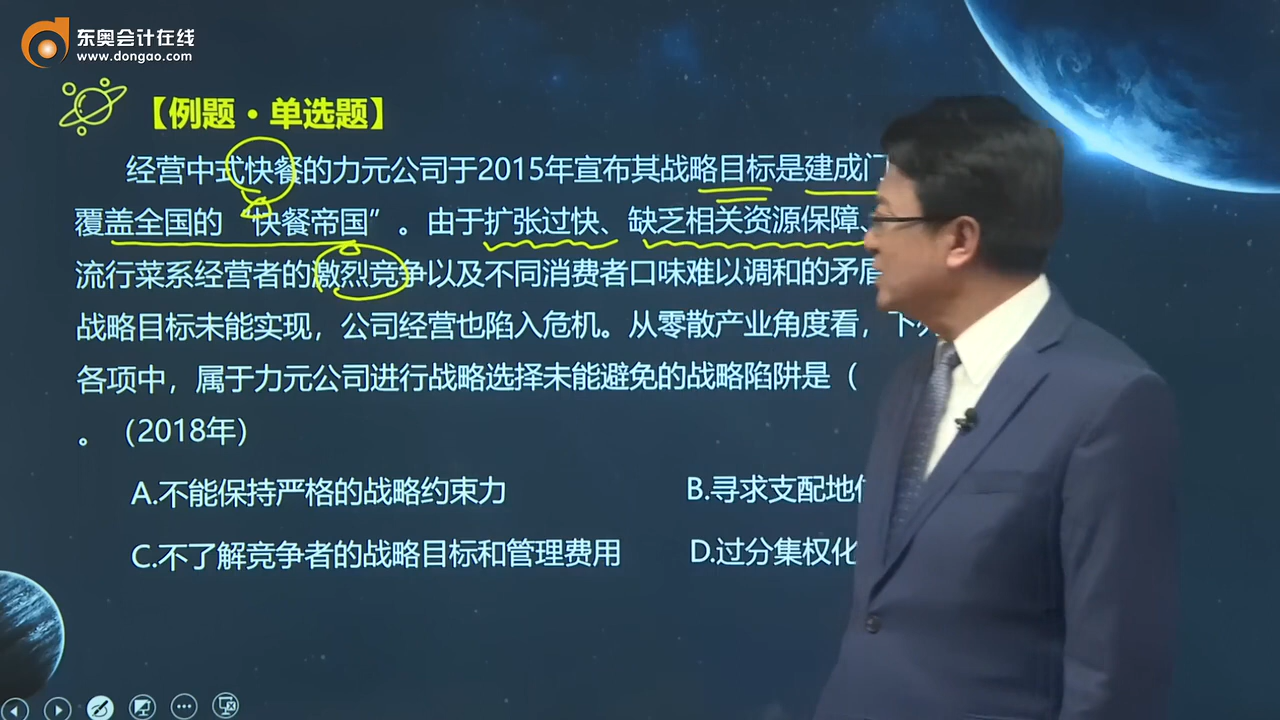 东奥会计在线
www.dongao.com
【例题·单选题】
经营中式快餐的力元公司于2015年宣布其战略目标是建成门
覆盖全国的“快餐帝国”。由于扩张过快、缺乏相关资源保障、
流行菜系经营者的激烈竞争以及不同消费者口味难以调和的矛盾
战略目标未能实现，公司经营也陷入危机。从零散产业角度看，下列
各项中，属于力元公司进行战略选择未能避免的战略陷阱是（
。（2018年）
A.不能保持严格的战略约束力
B.寻求支配地位
C.不了解竞争者的战略目标和管理费用
D.过分集权化